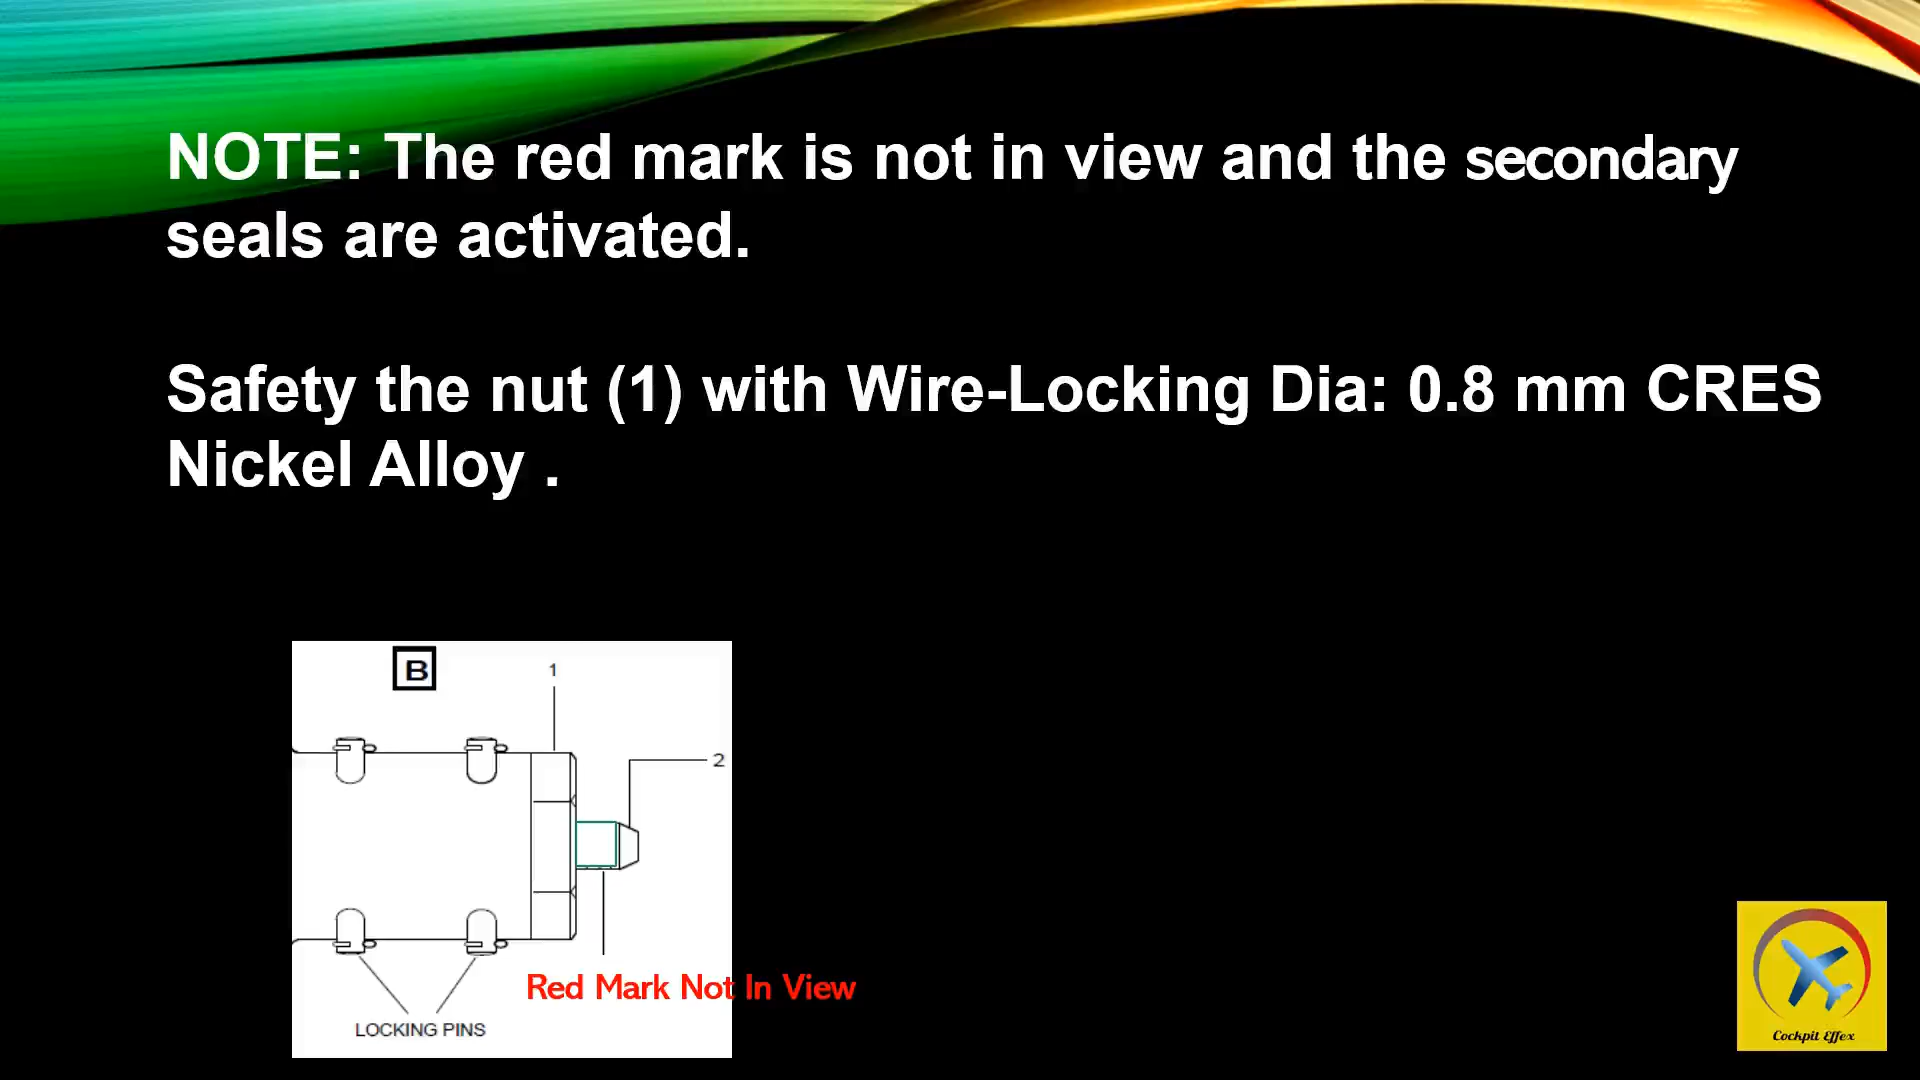 NOTE: The red mark is not in view and the secondary
seals are activated.
Safety the nut (1) with Wire-Locking Dia: 0.8 mm CRES
Nickel Alloy .
B
1
2
Red Mark Not In View
LOCKING PINS
Cockpit Effex